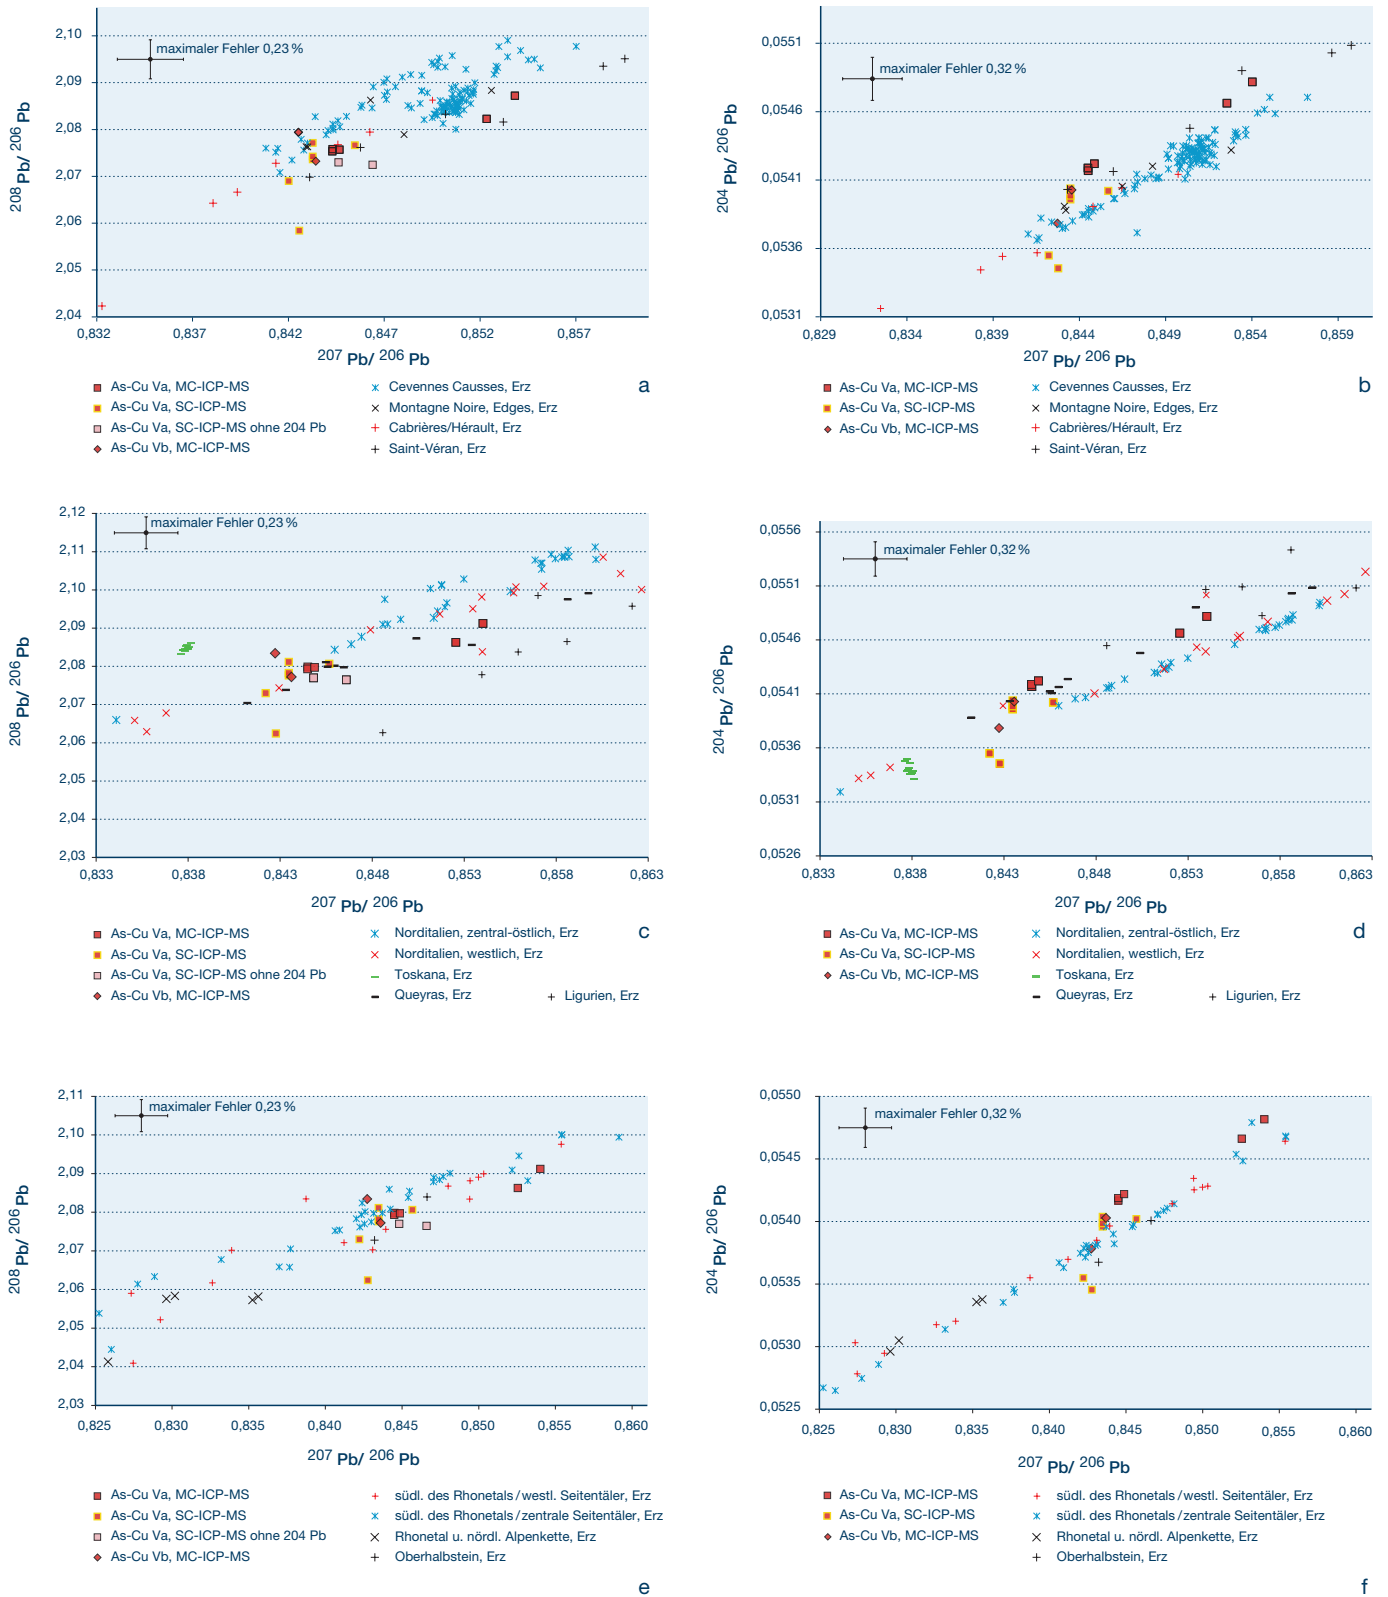 maximaler Fehler 0,23 %
2,10
2,09
2,08
2,07
2,06
2,05
2,04
208 Pb/ 206 Pb
0,832 0,837 0,842 0,847 0,852 0,857
207 Pb/ 206 Pb
As-Cu Va, MC-ICP-MS
As-Cu Va, SC-ICP-MS
As-Cu Va, SC-ICP-MS ohne 204 Pb
As-Cu Vb, MC-ICP-MS
Cevennes Causses, Erz
Montagne Noire, Edges, Erz
Cabrières/Hérault, Erz
Saint-Véran, Erz
a
maximaler Fehler 0,32 %
0,0551
0,0546
0,0541
0,0536
0,0531
204 Pb/ 206 Pb
0,829 0,834 0,839 0,844 0,849 0,854 0,859
207 Pb/ 206 Pb
As-Cu Va, MC-ICP-MS
As-Cu Va, SC-ICP-MS
As-Cu Vb, MC-ICP-MS
Cevennes Causses, Erz
Montagne Noire, Edges, Erz
Cabrières/Hérault, Erz
Saint-Véran, Erz
b
maximaler Fehler 0,23 %
2,12
2,11
2,10
2,09
2,08
2,07
2,06
2,05
2,04
2,03
208 Pb/ 206 Pb
0,833 0,838 0,843 0,848 0,853 0,858 0,863
207 Pb/ 206 Pb
As-Cu Va, MC-ICP-MS
As-Cu Va, SC-ICP-MS
As-Cu Va, SC-ICP-MS ohne 204 Pb
As-Cu Vb, MC-ICP-MS
Norditalien, zentral-östlich, Erz
Norditalien, westlich, Erz
Toskana, Erz
Queyras, Erz
Ligurien, Erz
c
maximaler Fehler 0,32 %
0,0556
0,0551
0,0546
0,0541
0,0536
0,0531
0,0526
204 Pb/ 206 Pb
0,833 0,838 0,843 0,848 0,853 0,858 0,863
207 Pb/ 206 Pb
As-Cu Va, MC-ICP-MS
As-Cu Va, SC-ICP-MS
As-Cu Vb, MC-ICP-MS
Norditalien, zentral-östlich, Erz
Norditalien, westlich, Erz
Toskana, Erz
Queyras, Erz
Ligurien, Erz
d
maximaler Fehler 0,23 %
2,11
2,10
2,09
2,08
2,07
2,06
2,05
2,04
2,03
208 Pb/ 206 Pb
0,825 0,830 0,835 0,840 0,845 0,850 0,855 0,860
207 Pb/ 206 Pb
As-Cu Va, MC-ICP-MS
As-Cu Va, SC-ICP-MS
As-Cu Va, SC-ICP-MS ohne 204 Pb
As-Cu Vb, MC-ICP-MS
südl. des Rhonetals/westl. Seitentäler, Erz
südl. des Rhonetals/zentrale Seitentäler, Erz
Rhonetal u. nördl. Alpenkette, Erz
Oberhalbstein, Erz
e
maximaler Fehler 0,32 %
0,0550
0,0545
0,0540
0,0535
0,0530
0,0525
204 Pb/ 206 Pb
0,825 0,830 0,835 0,840 0,845 0,850 0,855 0,860
207 Pb/ 206 Pb
As-Cu Va, MC-ICP-MS
As-Cu Va, SC-ICP-MS
As-Cu Vb, MC-ICP-MS
südl. des Rhonetals/westl. Seitentäler, Erz
südl. des Rhonetals/zentrale Seitentäler, Erz
Rhonetal u. nördl. Alpenkette, Erz
Oberhalbstein, Erz
f